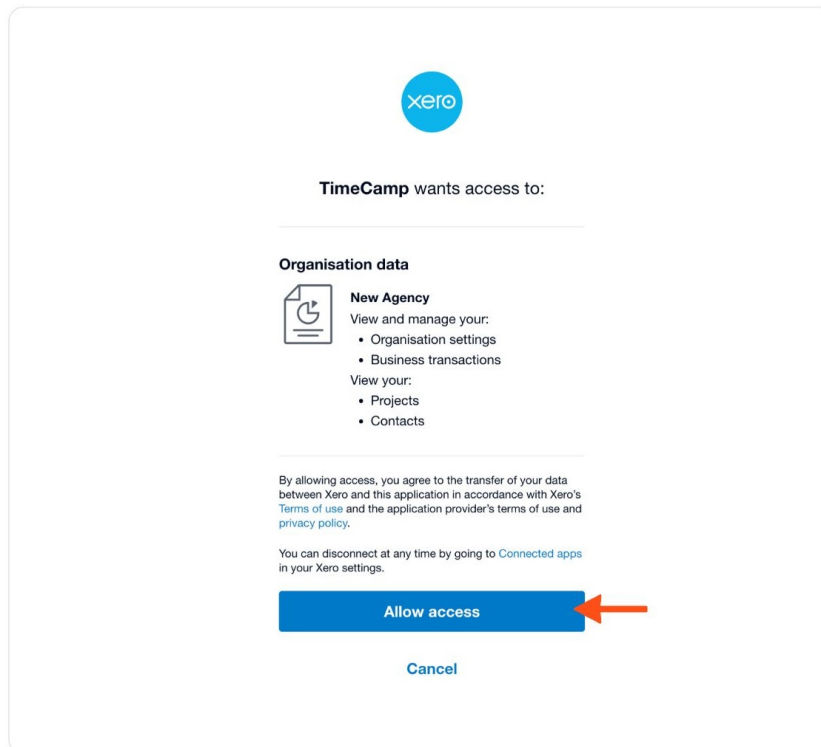 xero
TimeCamp wants access to:
Organisation data
New Agency
View and manage your:
• Organisation settings
• Business transactions
View your:
• Projects
• Contacts
By allowing access, you agree to the transfer of your data
between Xero and this application in accordance with Xero's
Terms of use and the application provider's terms of use and
privacy policy.
You can disconnect at any time by going to Connected apps
in your Xero settings.
Allow access
Cancel